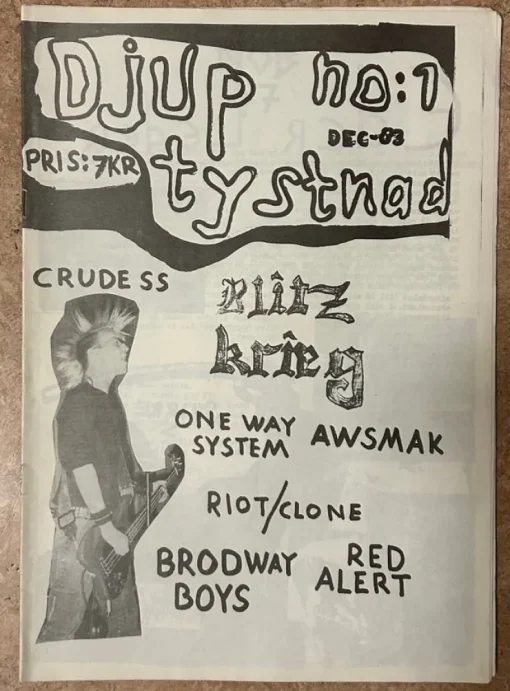 Djup no:1
DEC-83
PRIS: 7KR
tystnad
CRUDE SS
Blitz
krieg
ONE WAY
SYSTEM
AWSMAK
RIOT/CLONE
BRODWAY
BOYS
RED
ALERT